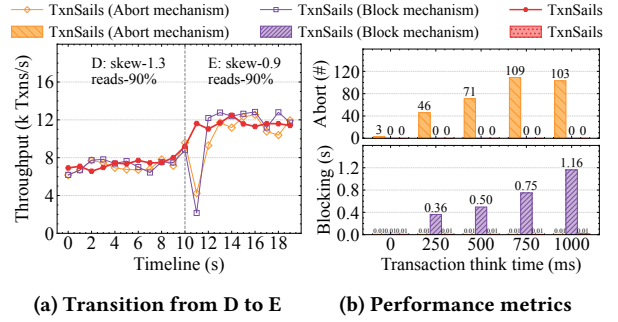 TxnSails (Abort mechanism) TxnSails (Block mechanism) TxnSails
TxnSails (Abort mechanism) TxnSails (Block mechanism) TxnSails
Throughput (k Txns/s)
16
12
8
4
0
D: skew-1.3
reads-90%
E: skew-0.9
reads-90%
0 2 4 6 8 10 12 14 16 18
Timeline (s)
Abort (#)
120
80
40
0
3 0 0 46 0 0 71 0 0 109 0 0 103 0 0
Blocking (s)
1.2
0.8
0.4
0.0
0.36 0.50 0.75 1.16
0 250 500 750 1000
Transaction think time (ms)
(a) Transition from D to E (b) Performance metrics